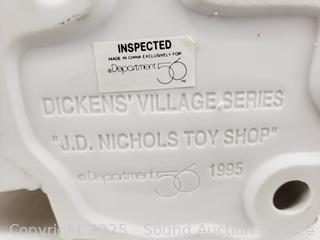 INSPECTED
MADE IN CHINA EXCLUSIVELY FOR
©Department 56
DICKENS' VILLAGE SERIES
"J.D. NICHOLS TOY SHOP"
©Department 56 1995
Copyright 2025 - Sound Auction Service